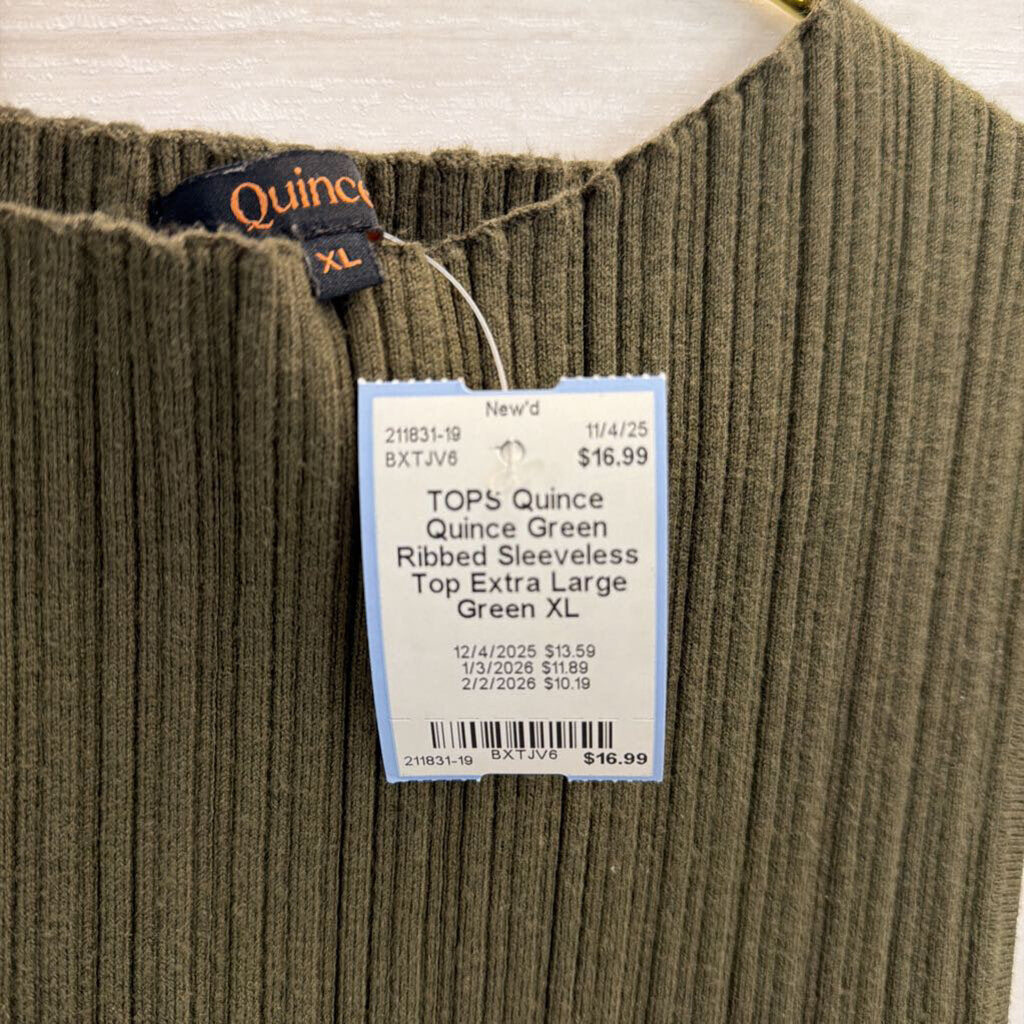 Quince
XL
New'd
211831-19 11/4/25
BXTJV6 $16.99
TOPS Quince
Quince Green
Ribbed Sleeveless
Top Extra Large
Green XL
12/4/2025 $13.59
1/3/2026 $11.89
2/2/2026 $10.19
211831-19 BXTJV6 $16.99